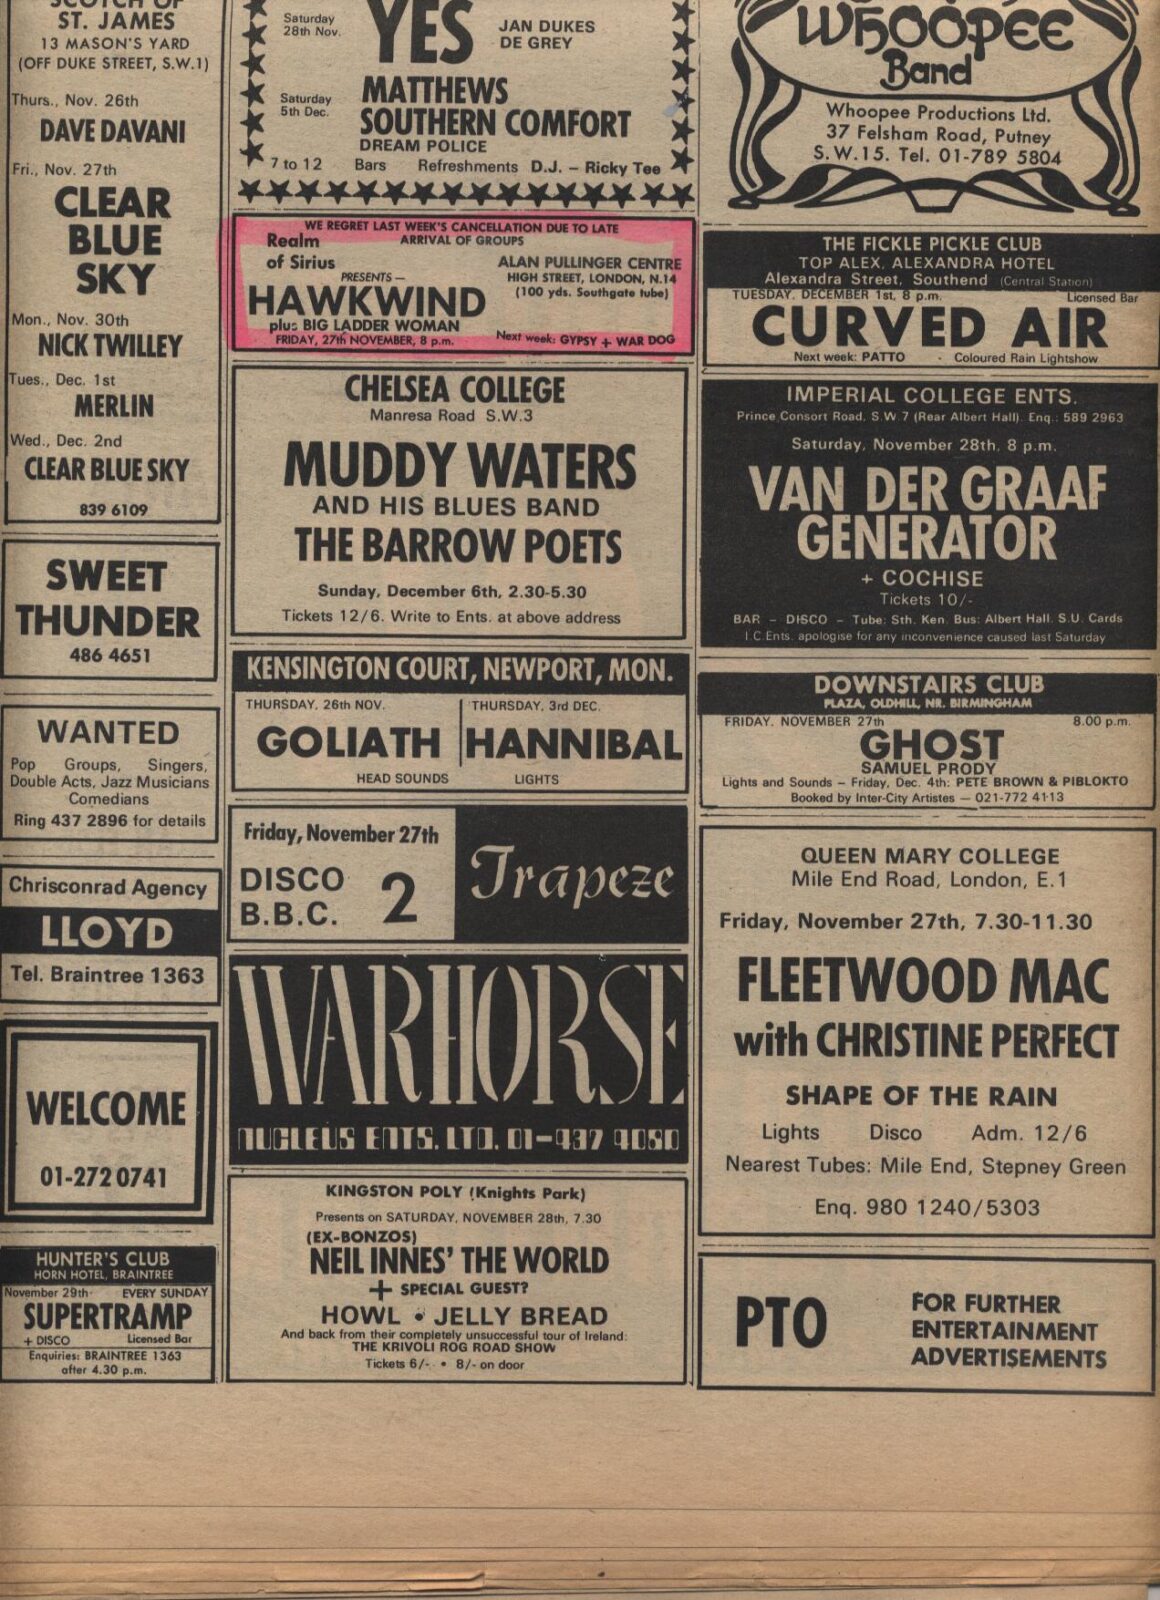 SCOTCH OF
ST. JAMES
13 MASON'S YARD
(OFF DUKE STREET, S.W.1)
Thurs., Nov. 26th
DAVE DAVANI
Fri., Nov. 27th
CLEAR
BLUE
SKY
Mon., Nov. 30th
NICK TWILLEY
Tues., Dec. 1st
MERLIN
Wed., Dec. 2nd
CLEAR BLUE SKY
839 6109
SWEET
THUNDER
486 4651
WANTED
Pop Groups, Singers,
Double Acts, Jazz Musicians
Comedians
Ring 437 2896 for details
Chrisconrad Agency
LLOYD
Tel. Braintree 1363
WELCOME
01-272 0741
HUNTER'S CLUB
HORN HOTEL, BRAINTREE
November 29th EVERY SUNDAY
SUPERTRAMP
+ DISCO Licensed Bar
Enquiries: BRAINTREE 1363
after 4.30 p.m.
Saturday
28th Nov.
YES
JAN DUKES
DE GREY
Saturday
5th Dec.
MATTHEWS
SOUTHERN COMFORT
DREAM POLICE
7 to 12 Bars Refreshments D.J. – Ricky Tee
WE REGRET LAST WEEK'S CANCELLATION DUE TO LATE
ARRIVAL OF GROUPS
Realm
of Sirius
PRESENTS —
HAWKWIND
plus BIG LADDER WOMAN
FRIDAY, 27th NOVEMBER, 8 p.m.
ALAN PULLINGER CENTRE
HIGH STREET, LONDON, N.14
(100 yds. Southgate tube)
Next week: GYPSY + WAR DOG
CHELSEA COLLEGE
Manresa Road S.W.3
MUDDY WATERS
AND HIS BLUES BAND
THE BARROW POETS
Sunday, December 6th, 2.30-5.30
Tickets 12/6. Write to Ents. at above address
KENSINGTON COURT, NEWPORT, MON.
THURSDAY, 26th NOV.
GOLIATH
HEAD SOUNDS
THURSDAY, 3rd DEC.
HANNIBAL
LIGHTS
Friday, November 27th
DISCO
B.B.C. 2
Trapeze
WARHORSE
NUCLEUS ENTS. LTD. 01-437 4080
KINGSTON POLY (Knights Park)
Presents on SATURDAY, NOVEMBER 28th, 7.30
(EX-BONZOS)
NEIL INNES' THE WORLD
+ SPECIAL GUEST?
HOWL • JELLY BREAD
And back from their completely unsuccessful tour of Ireland:
THE KRIVOLI ROG ROAD SHOW
Tickets 6/- • 8/- on door
WHOOPEE
Band
Whoopee Productions Ltd.
37 Felsham Road, Putney
S.W.15. Tel. 01-789 5804
THE FICKLE PICKLE CLUB
TOP ALEX, ALEXANDRA HOTEL
Alexandra Street, Southend (Central Station)
TUESDAY, DECEMBER 1st, 8 p.m. Licensed Bar
CURVED AIR
Next week: PATTO - Coloured Rain Lightshow
IMPERIAL COLLEGE ENTS.
Prince Consort Road, S.W.7 (Rear Albert Hall). Enq.: 589 2963
Saturday, November 28th, 8 p.m.
VAN DER GRAAF
GENERATOR
+ COCHISE
Tickets 10/-
BAR – DISCO – Tube: Sth. Ken. Bus: Albert Hall. S.U. Cards
I.C.Ents. apologise for any inconvenience caused last Saturday
DOWNSTAIRS CLUB
PLAZA, OLDHILL, NR. BIRMINGHAM
FRIDAY, NOVEMBER 27th 8.00 p.m.
GHOST
SAMUEL PRODY
Lights and Sounds – Friday, Dec. 4th: PETE BROWN & PIBLOKTO
Booked by Inter-City Artistes — 021-772 4113
QUEEN MARY COLLEGE
Mile End Road, London, E.1
Friday, November 27th, 7.30-11.30
FLEETWOOD MAC
with CHRISTINE PERFECT
SHAPE OF THE RAIN
Lights Disco Adm. 12/6
Nearest Tubes: Mile End, Stepney Green
Enq. 980 1240/5303
PTO
FOR FURTHER
ENTERTAINMENT
ADVERTISEMENTS